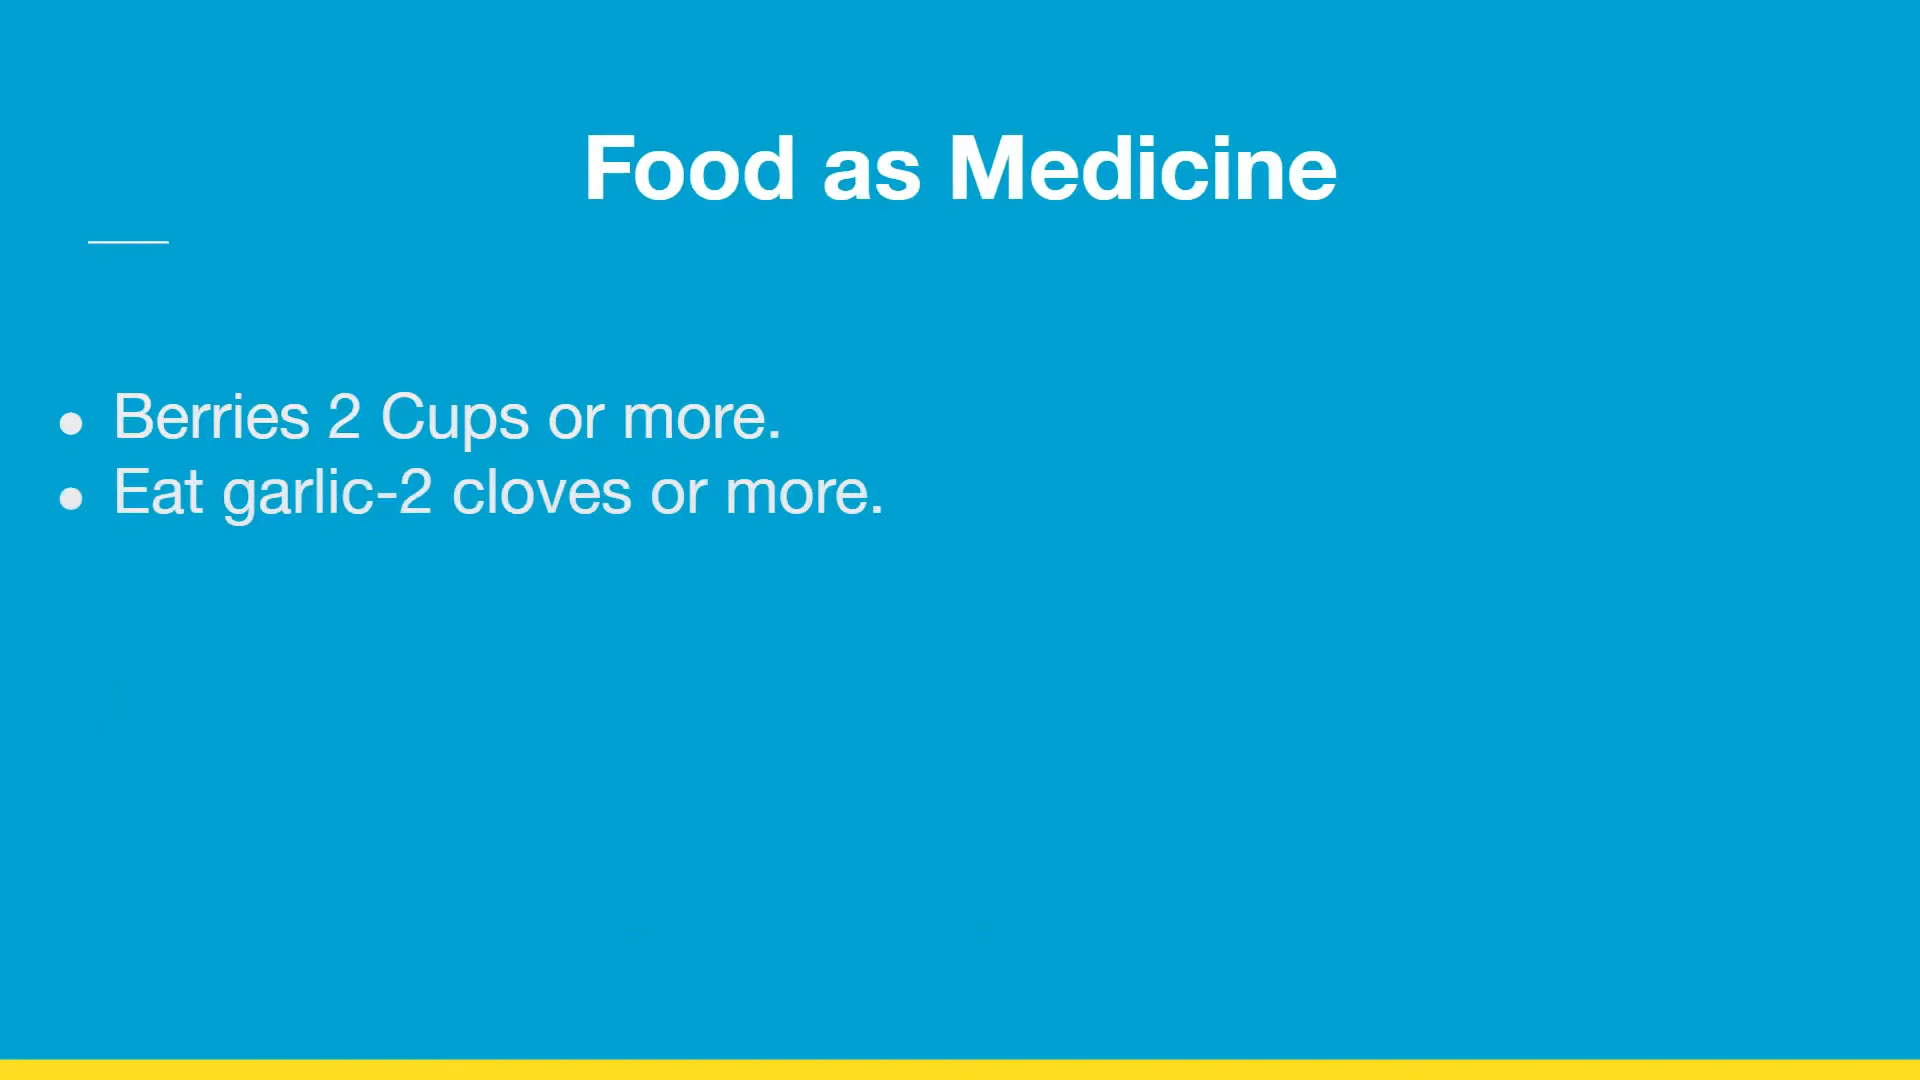 Food as Medicine
● Berries 2 Cups or more.
● Eat garlic-2 cloves or more.